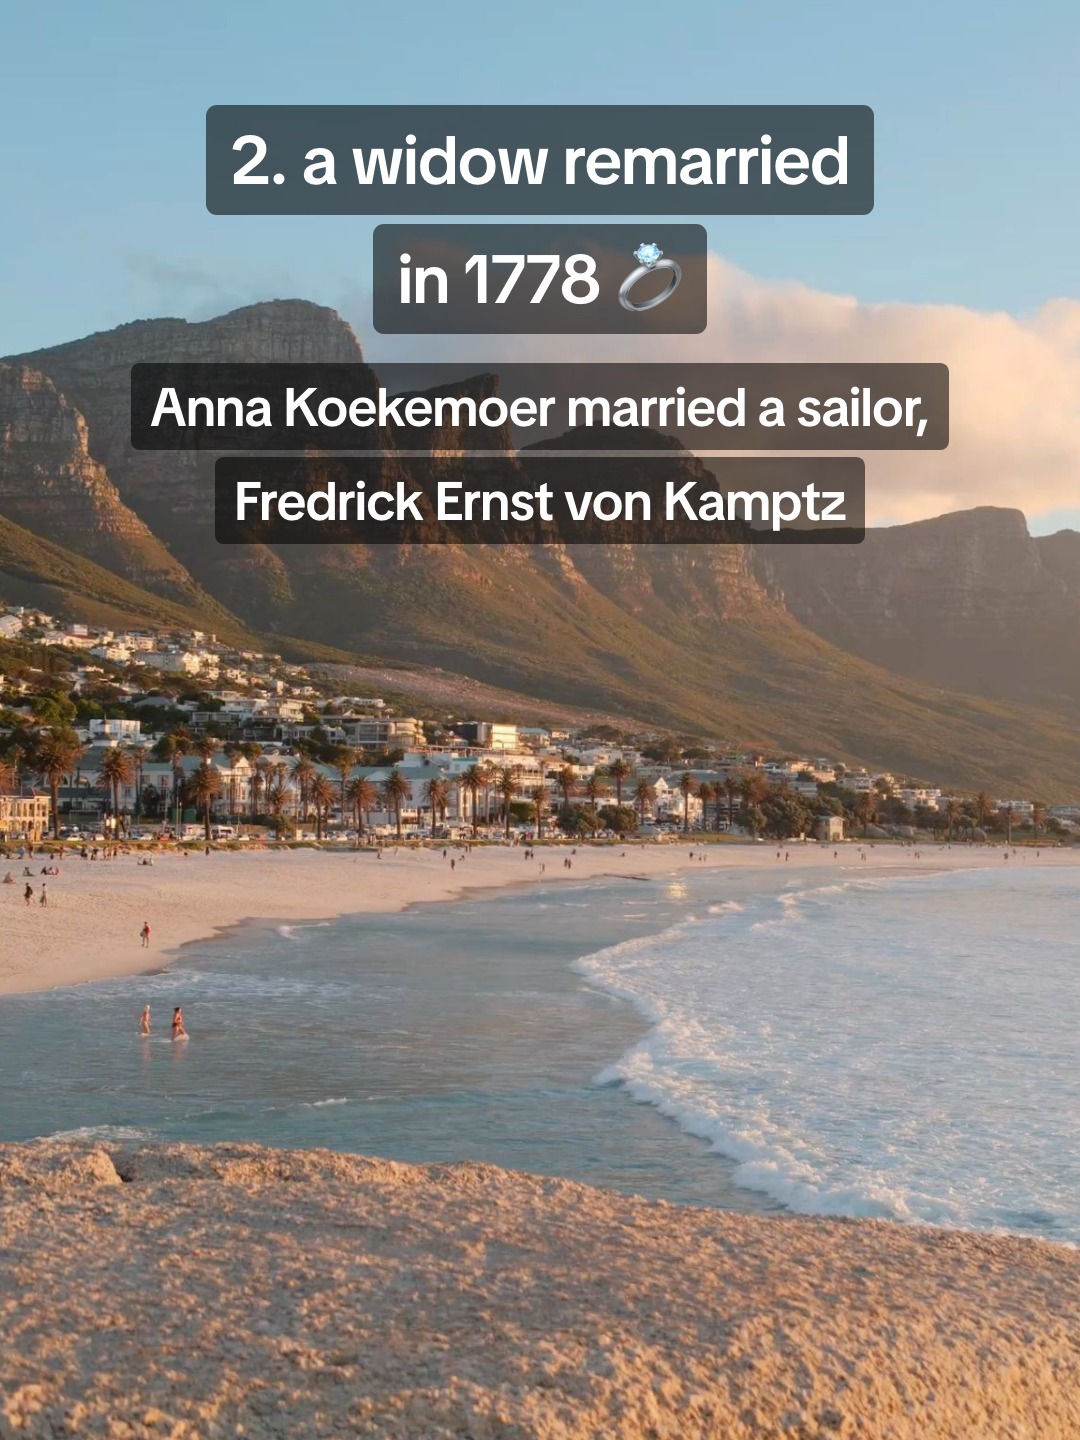 2. a widow remarried
in 1778 💍
Anna Koekemoer married a sailor,
Fredrick Ernst von Kamptz